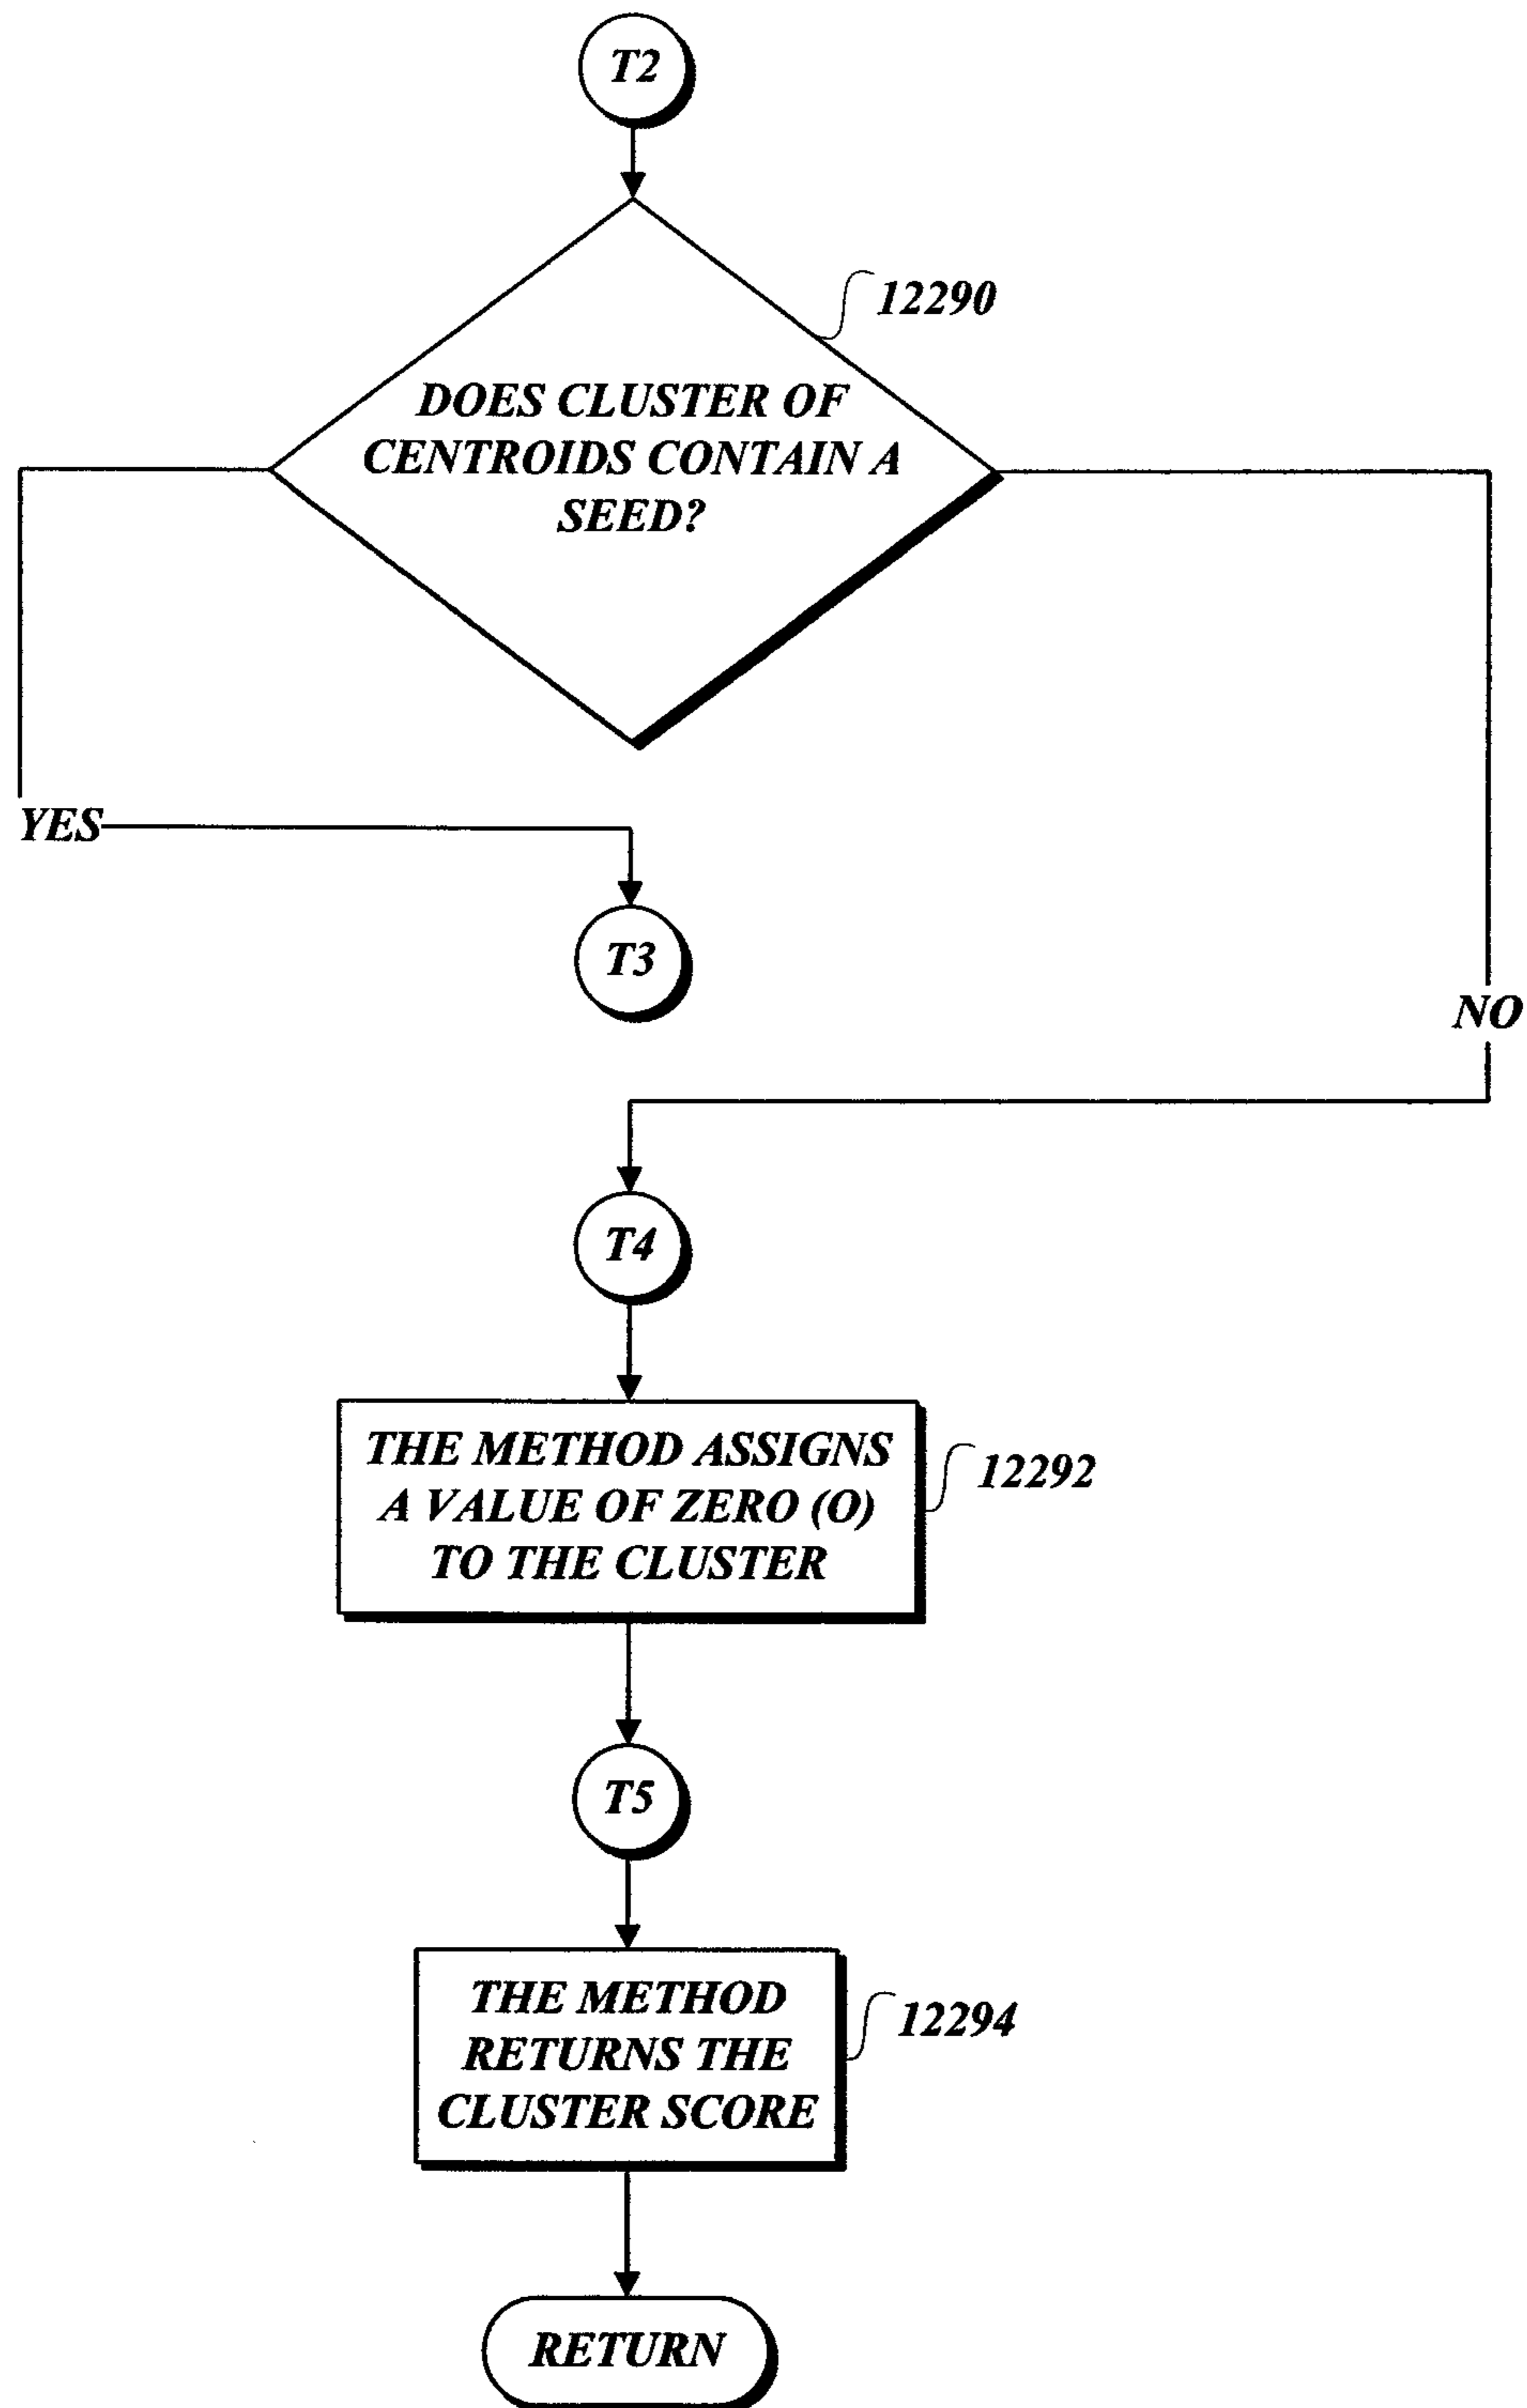 T2
12290
DOES CLUSTER OF
CENTROIDS CONTAIN A
SEED?
YES
T3
NO
T4
THE METHOD ASSIGNS
A VALUE OF ZERO (O)
TO THE CLUSTER
12292
T5
THE METHOD
RETURNS THE
CLUSTER SCORE
12294
RETURN